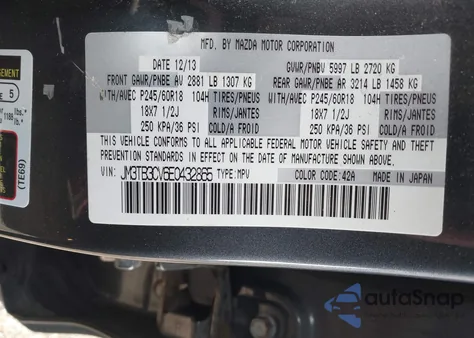 MFD. BY MAZDA MOTOR CORPORATION
DATE 12/13 GVWR/PNBV 5997 LB 2720 KG
FRONT GAWR/PNBE AV 2881 LB 1307 KG REAR GAWR/PNBE AR 3214 LB 1458 KG
WITH/AVEC P245/60R18 104H TIRES/PNEUS WITH/AVEC P245/60R18 104H TIRES/PNEUS
18X7 1/2J RIMS/JANTES 18X7 1/2J RIMS/JANTES
250 KPA/36 PSI COLD/A FROID 250 KPA/36 PSI COLD/A FROID
THIS VEHICLE CONFORMS TO ALL APPLICABLE FEDERAL MOTOR VEHICLE SAFETY AND
THEFT PREVENTION STANDARDS IN EFFECT ON THE DATE OF MANUFACTURE SHOWN ABOVE.
VIN: JM3TB3CV6E0432865 TYPE: MPV COLOR CODE: 42A MADE IN JAPAN
(TE69)
5
lbs.
autoSnap